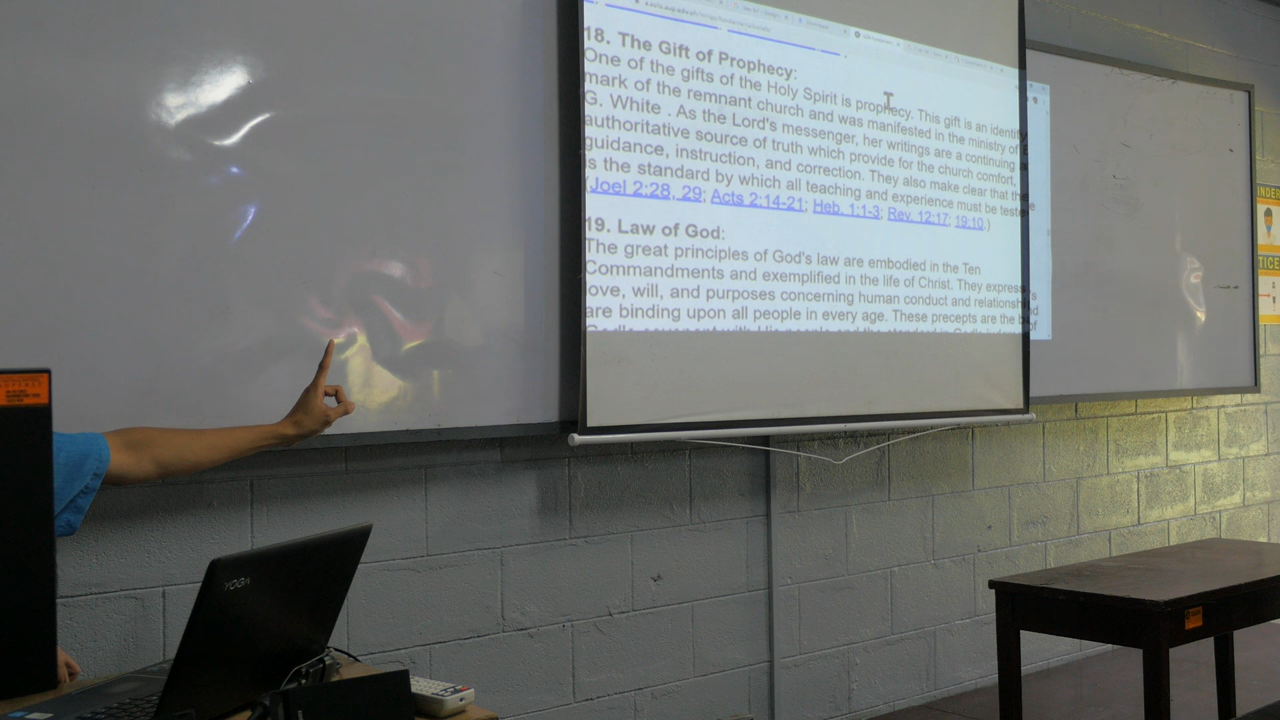 18. The Gift of Prophecy:
One of the gifts of the Holy Spirit is prophecy. This gift is an identify
mark of the remnant church and was manifested in the ministry of E
G. White . As the Lord's messenger, her writings are a continuing
authoritative source of truth which provide for the church comfort,
guidance, instruction, and correction. They also make clear that the
is the standard by which all teaching and experience must be teste
(Joel 2:28, 29; Acts 2:14-21; Heb. 1:1-3; Rev. 12:17; 19:10.)
19. Law of God:
The great principles of God's law are embodied in the Ten
Commandments and exemplified in the life of Christ. They express
love, will, and purposes concerning human conduct and relationsh
are binding upon all people in every age. These precepts are the b
YOGA